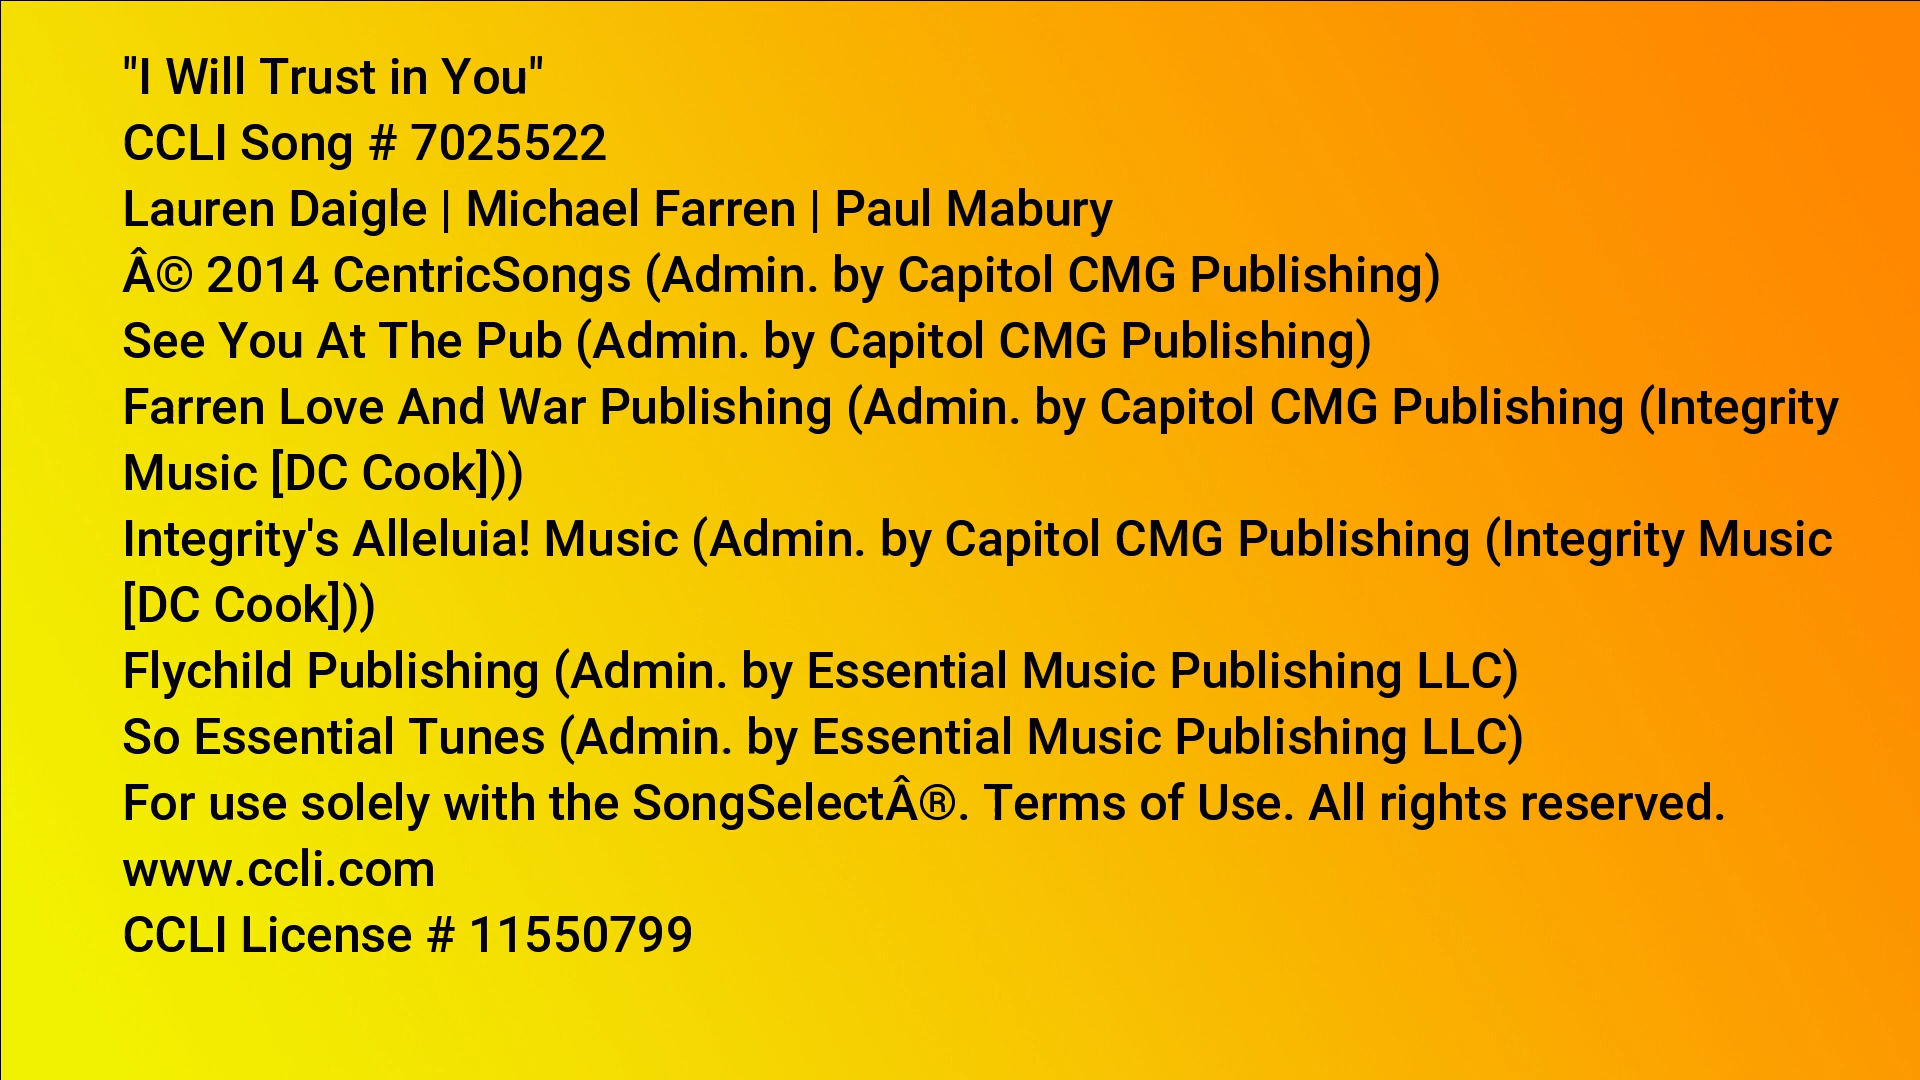 "I Will Trust in You"
CCLI Song # 7025522
Lauren Daigle | Michael Farren | Paul Mabury
Â© 2014 CentricSongs (Admin. by Capitol CMG Publishing)
See You At The Pub (Admin. by Capitol CMG Publishing)
Farren Love And War Publishing (Admin. by Capitol CMG Publishing (Integrity
Music [DC Cook]))
Integrity's Alleluia! Music (Admin. by Capitol CMG Publishing (Integrity Music
[DC Cook]))
Flychild Publishing (Admin. by Essential Music Publishing LLC)
So Essential Tunes (Admin. by Essential Music Publishing LLC)
For use solely with the SongSelectÂ®. Terms of Use. All rights reserved.
www.ccli.com
CCLI License # 11550799